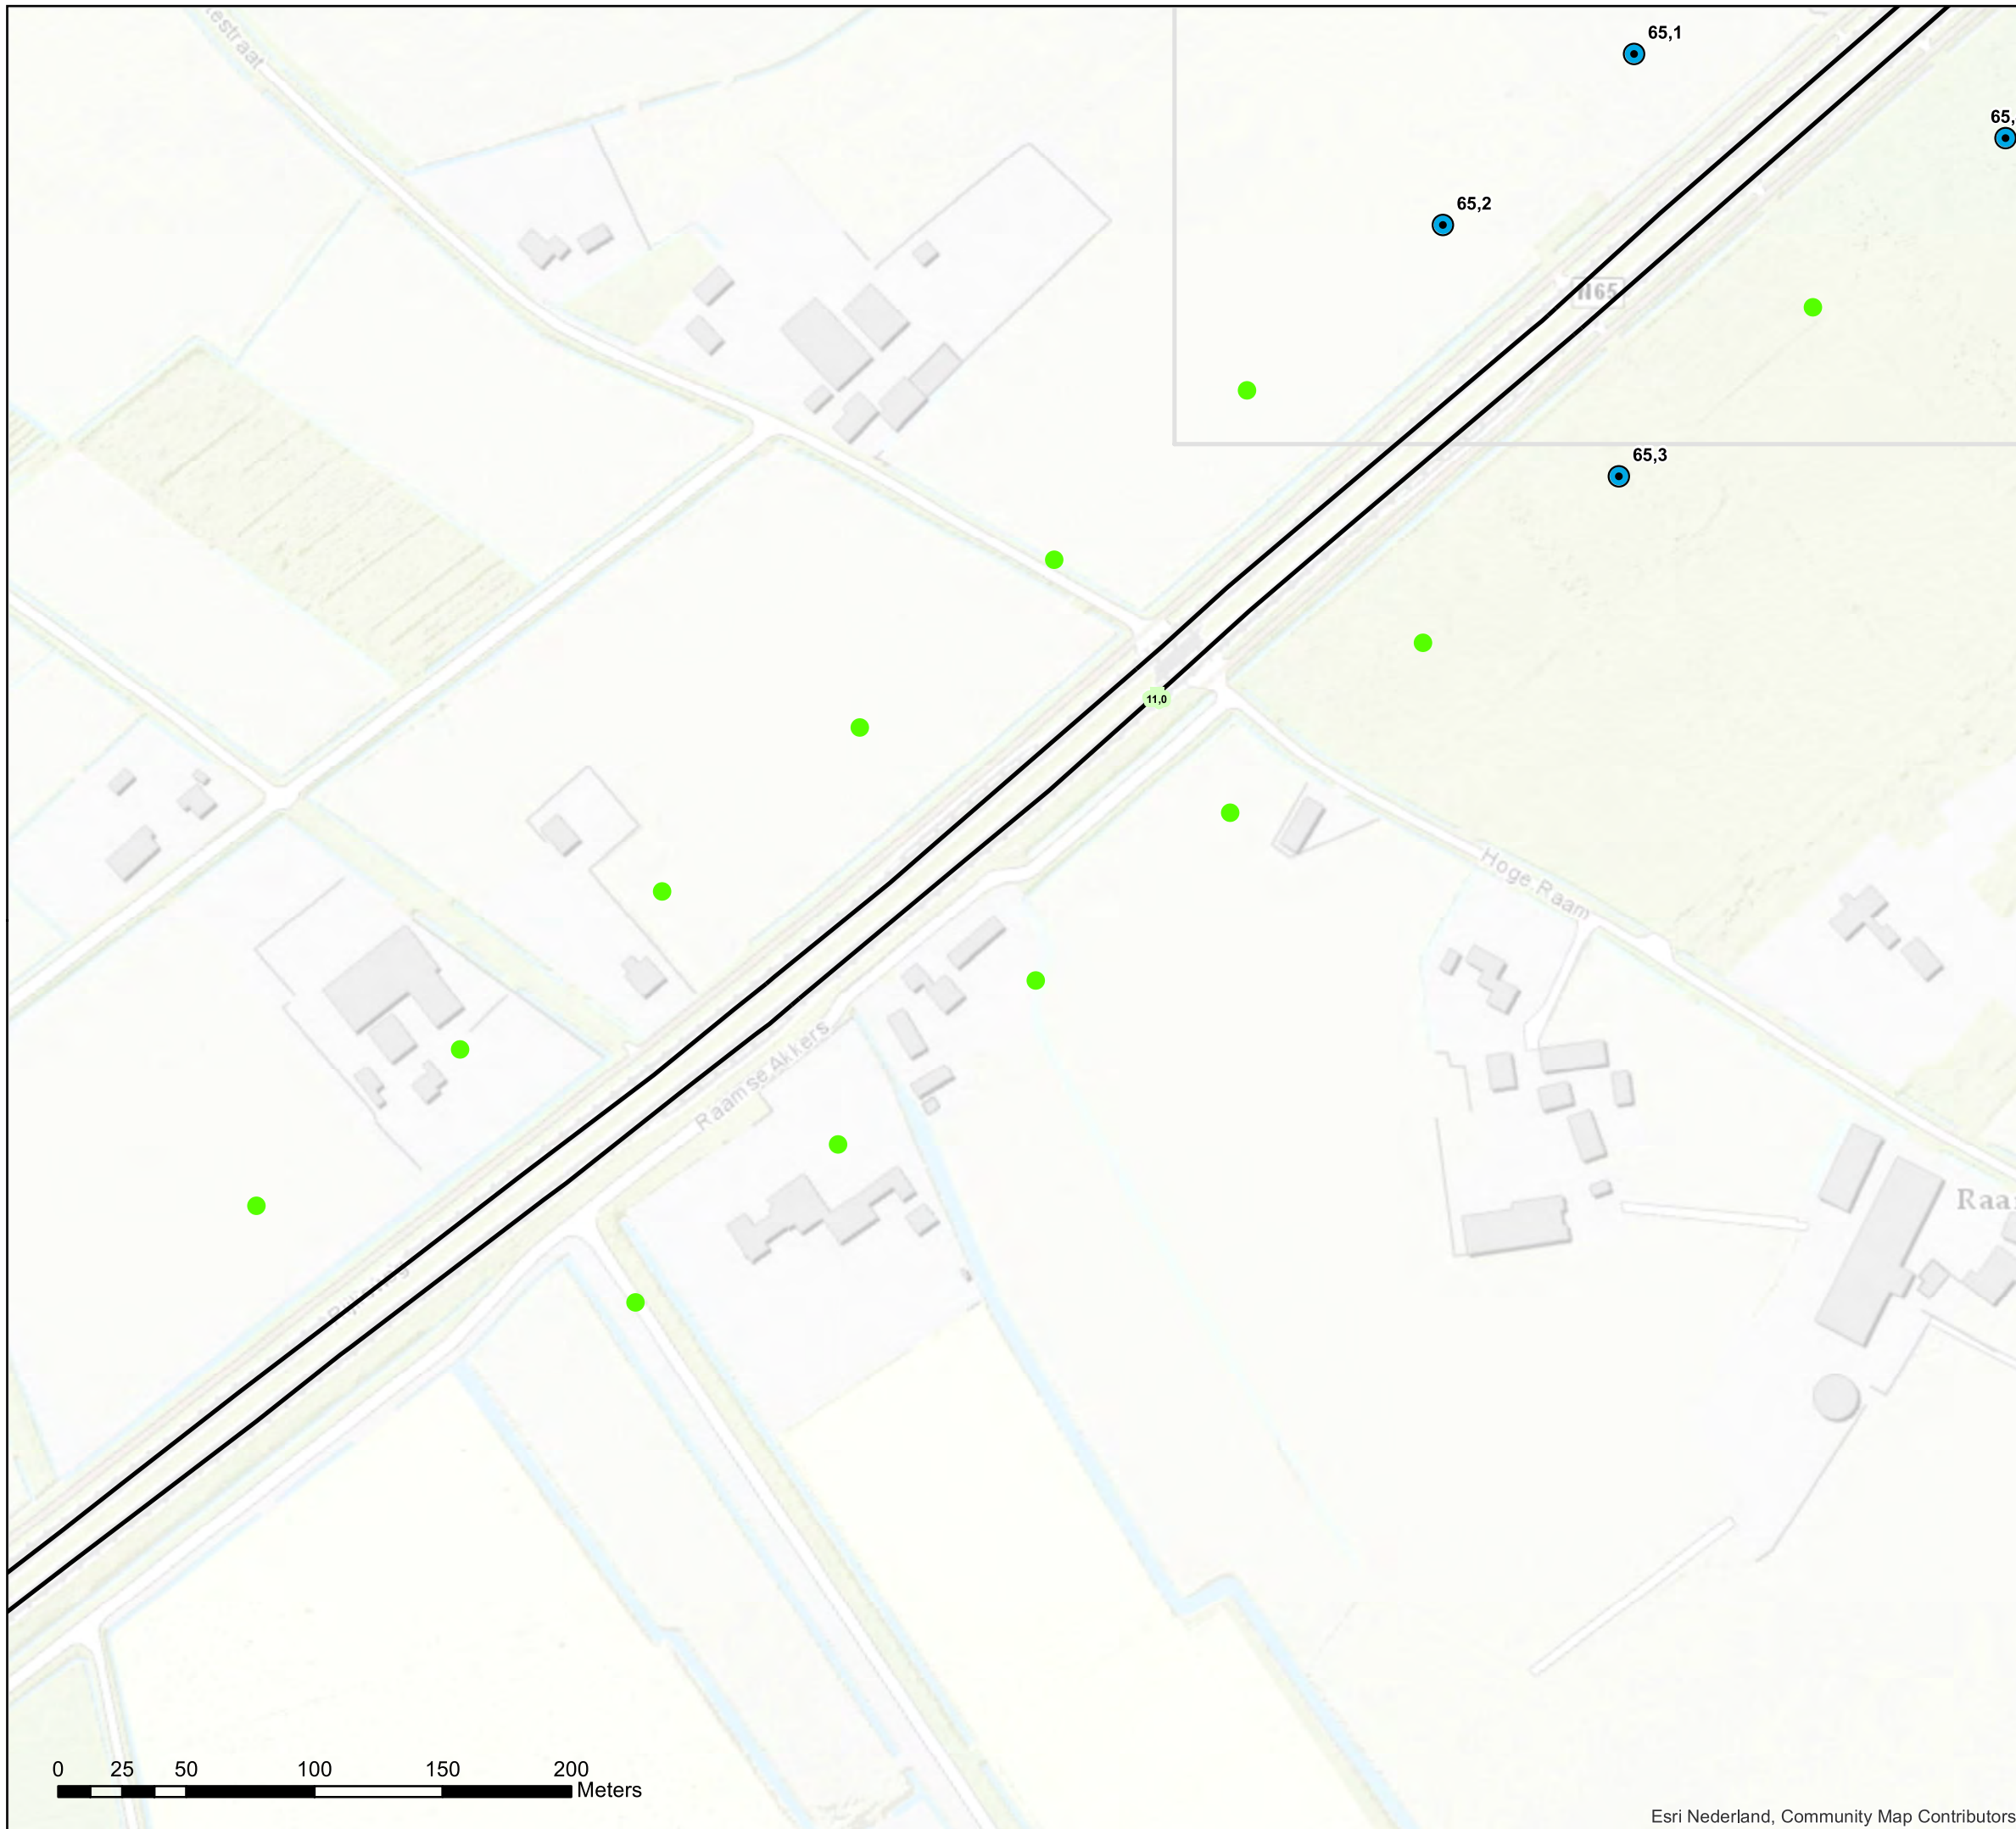 65,1
65,
65,2
N65
65,3
11,0
Hoge Raam
Raamse Akkers
0 25 50 100 150 200
Meters
Esri Nederland, Community Map Contributors